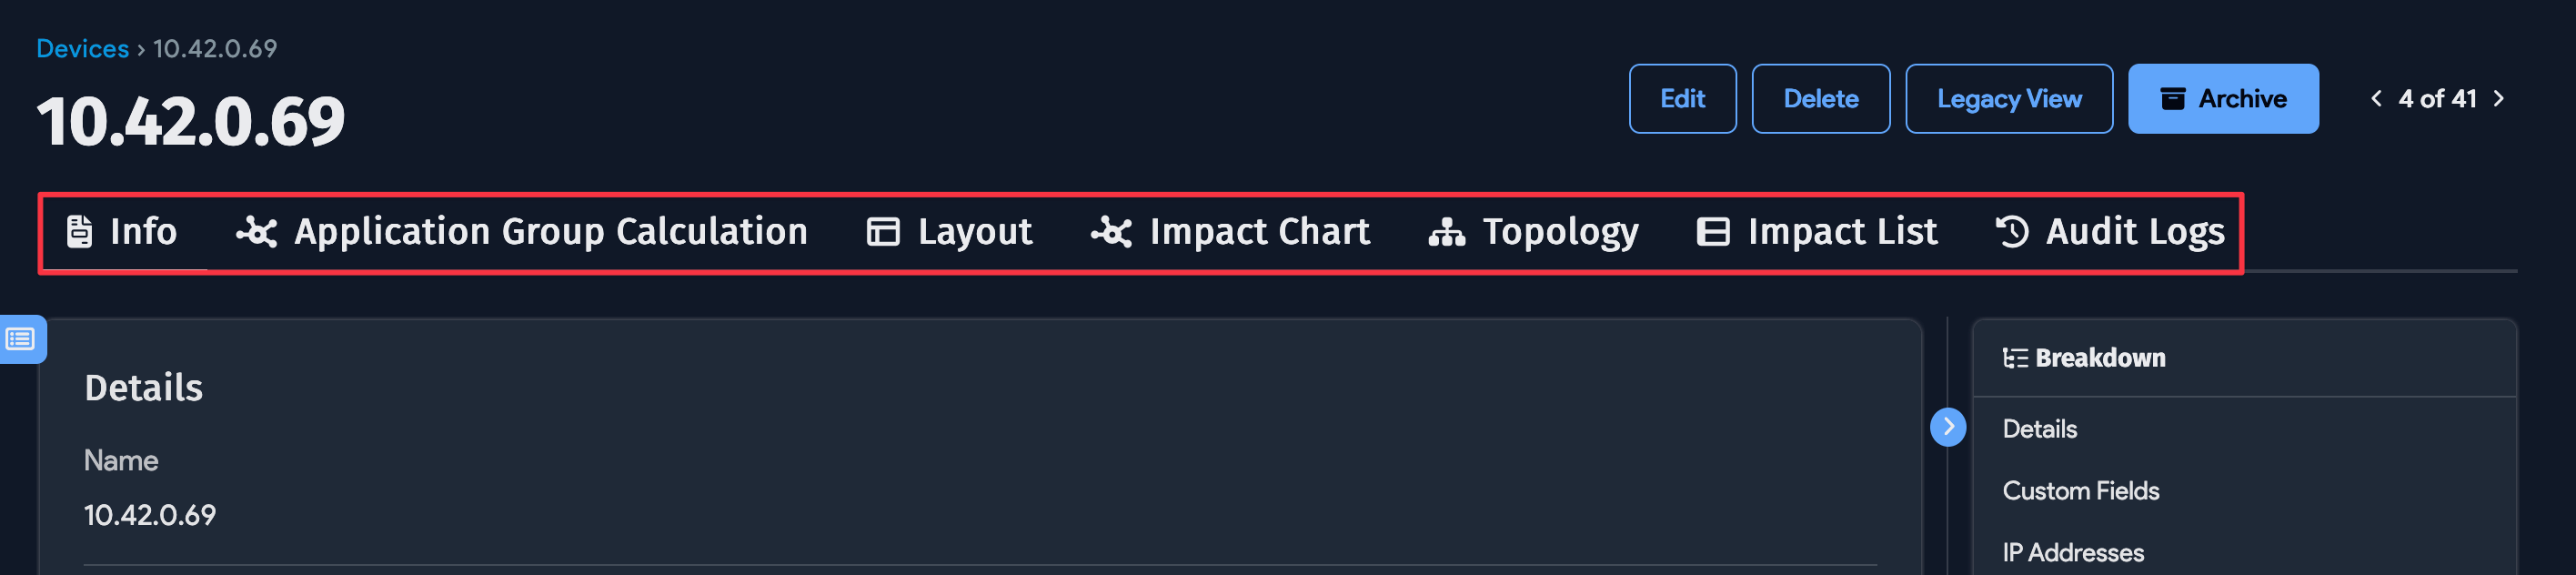 Devices › 10.42.0.69
10.42.0.69
Edit
Delete
Legacy View
Archive
4 of 41
Info
Application Group Calculation
Layout
Impact Chart
Topology
Impact List
Audit Logs
Details
Name
10.42.0.69
Breakdown
Details
Custom Fields
IP Addresses